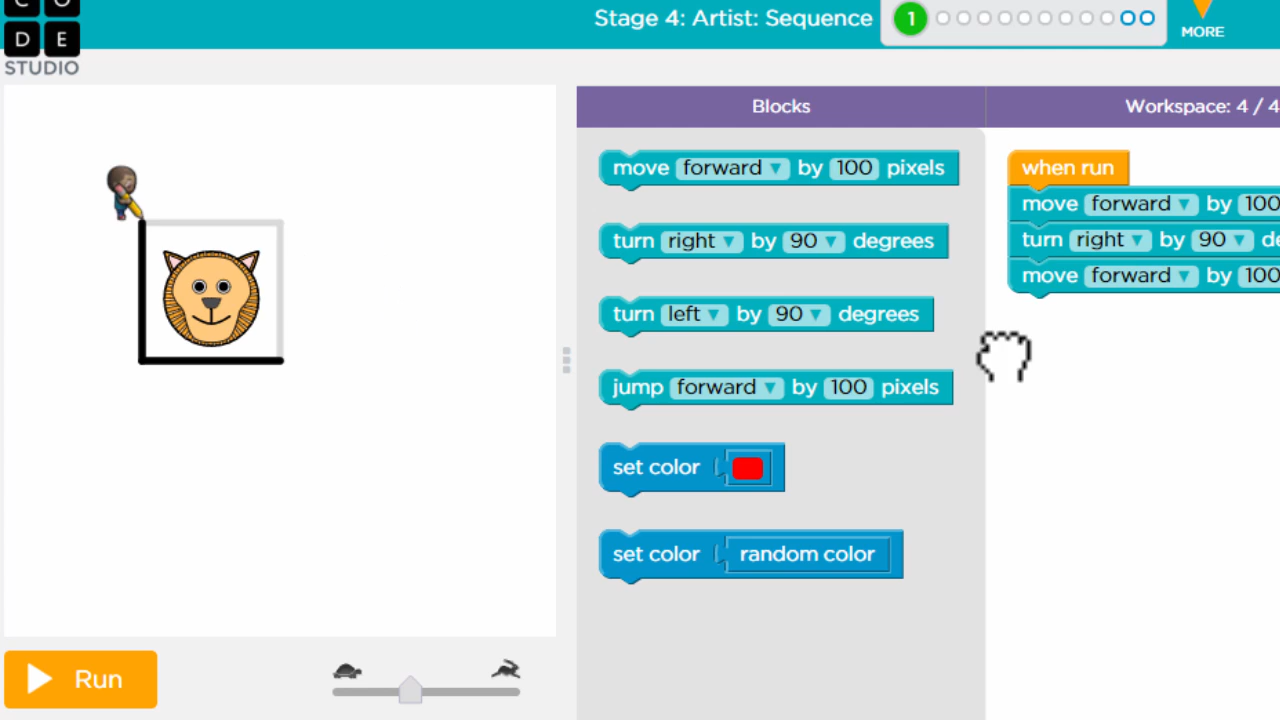 C O
D E
STUDIO
Stage 4: Artist: Sequence
1
MORE
Blocks
Workspace: 4 / 4
move forward by 100 pixels
turn right by 90 degrees
turn left by 90 degrees
jump forward by 100 pixels
set color
set color random color
when run
move forward by 100
turn right by 90 de
move forward by 100
Run